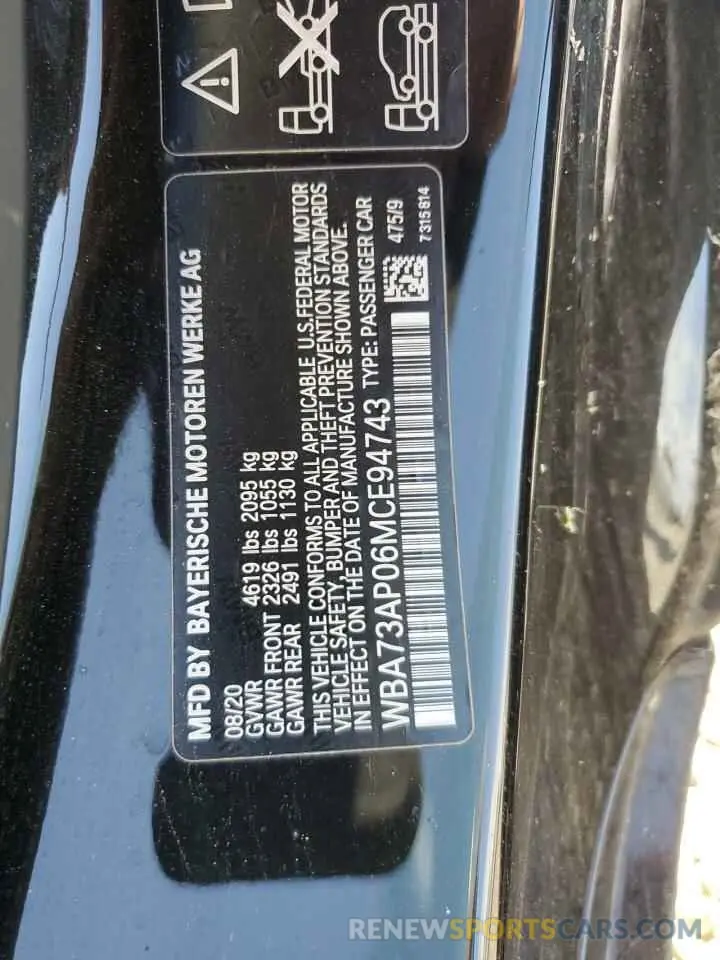 MFD BY BAYERISCHE MOTOREN WERKE AG
08/20
GVWR 4619 lbs 2095 kg
GAWR FRONT 2326 lbs 1055 kg
GAWR REAR 2491 lbs 1130 kg
THIS VEHICLE CONFORMS TO ALL APPLICABLE U.S.FEDERAL MOTOR
VEHICLE SAFETY, BUMPER AND THEFT PREVENTION STANDARDS
IN EFFECT ON THE DATE OF MANUFACTURE SHOWN ABOVE.
WBA73AP06MCE94743 TYPE: PASSENGER CAR
475/9
7315814
RENEWSPORTSCARS.COM